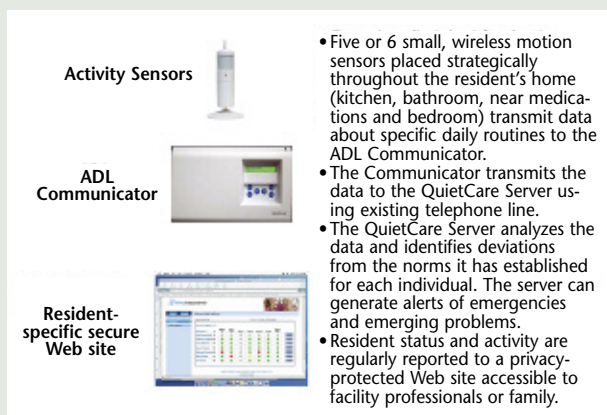 Activity Sensors
ADL
Communicator
Resident-
specific secure
Web site
• Five or 6 small, wireless motion
sensors placed strategically
throughout the resident's home
(kitchen, bathroom, near medica-
tions and bedroom) transmit data
about specific daily routines to the
ADL Communicator.
• The Communicator transmits the
data to the QuietCare Server us-
ing existing telephone line.
• The QuietCare Server analyzes the
data and identifies deviations
from the norms it has established
for each individual. The server can
generate alerts of emergencies
and emerging problems.
• Resident status and activity are
regularly reported to a privacy-
protected Web site accessible to
facility professionals or family.